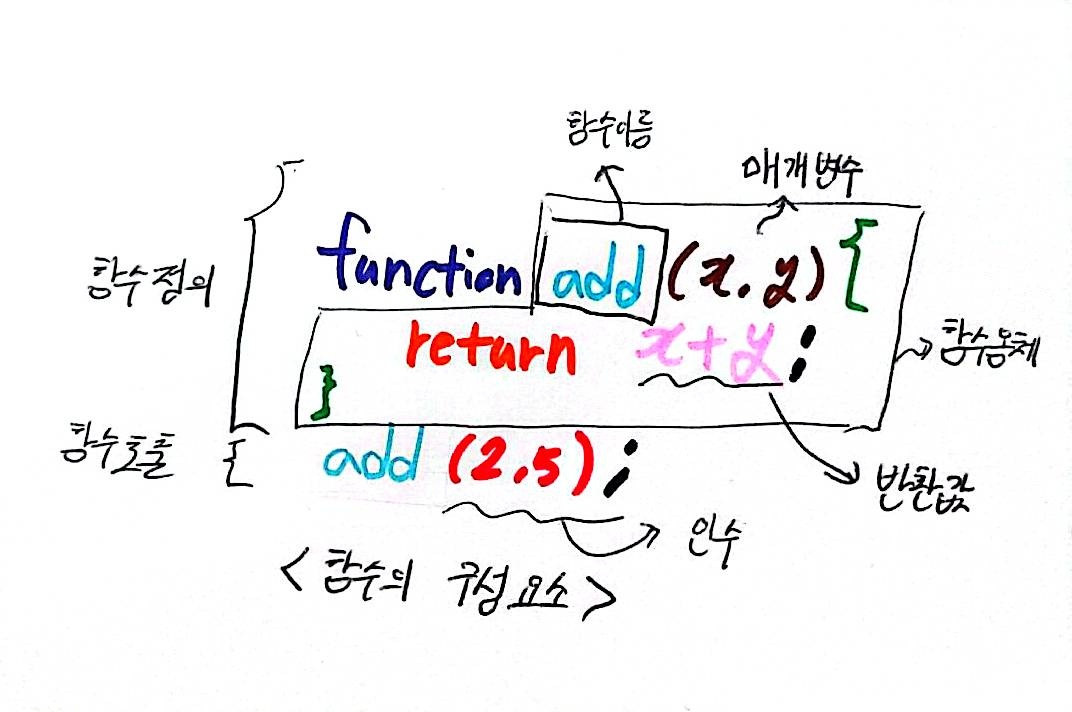 함수이름
매개변수
함수정의
function add (x,y) {
return x+y;
함수몸체
}
함수호출 { add (2,5);
반환값
인수
<함수의 구성요소>